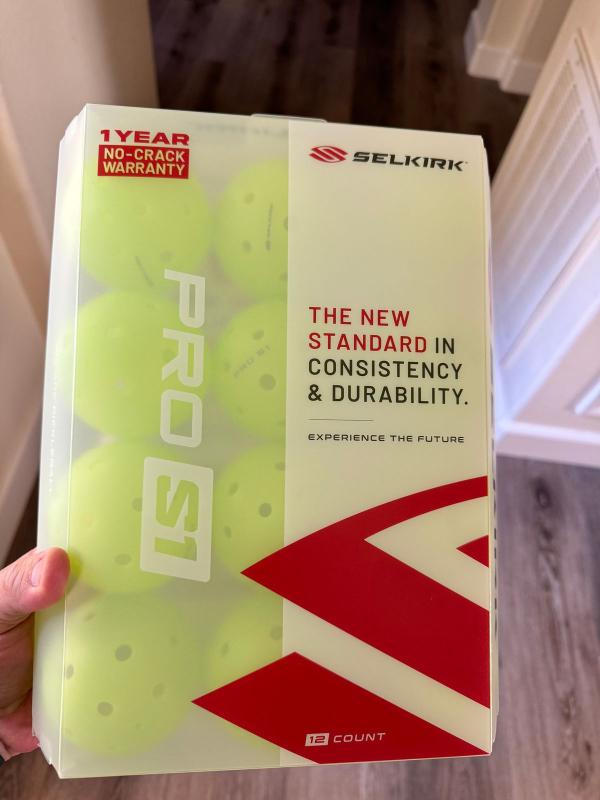 1 YEAR
NO-CRACK
WARRANTY
SELKIRK
PRO S1
THE NEW
STANDARD IN
CONSISTENCY
& DURABILITY.
EXPERIENCE THE FUTURE
12 COUNT